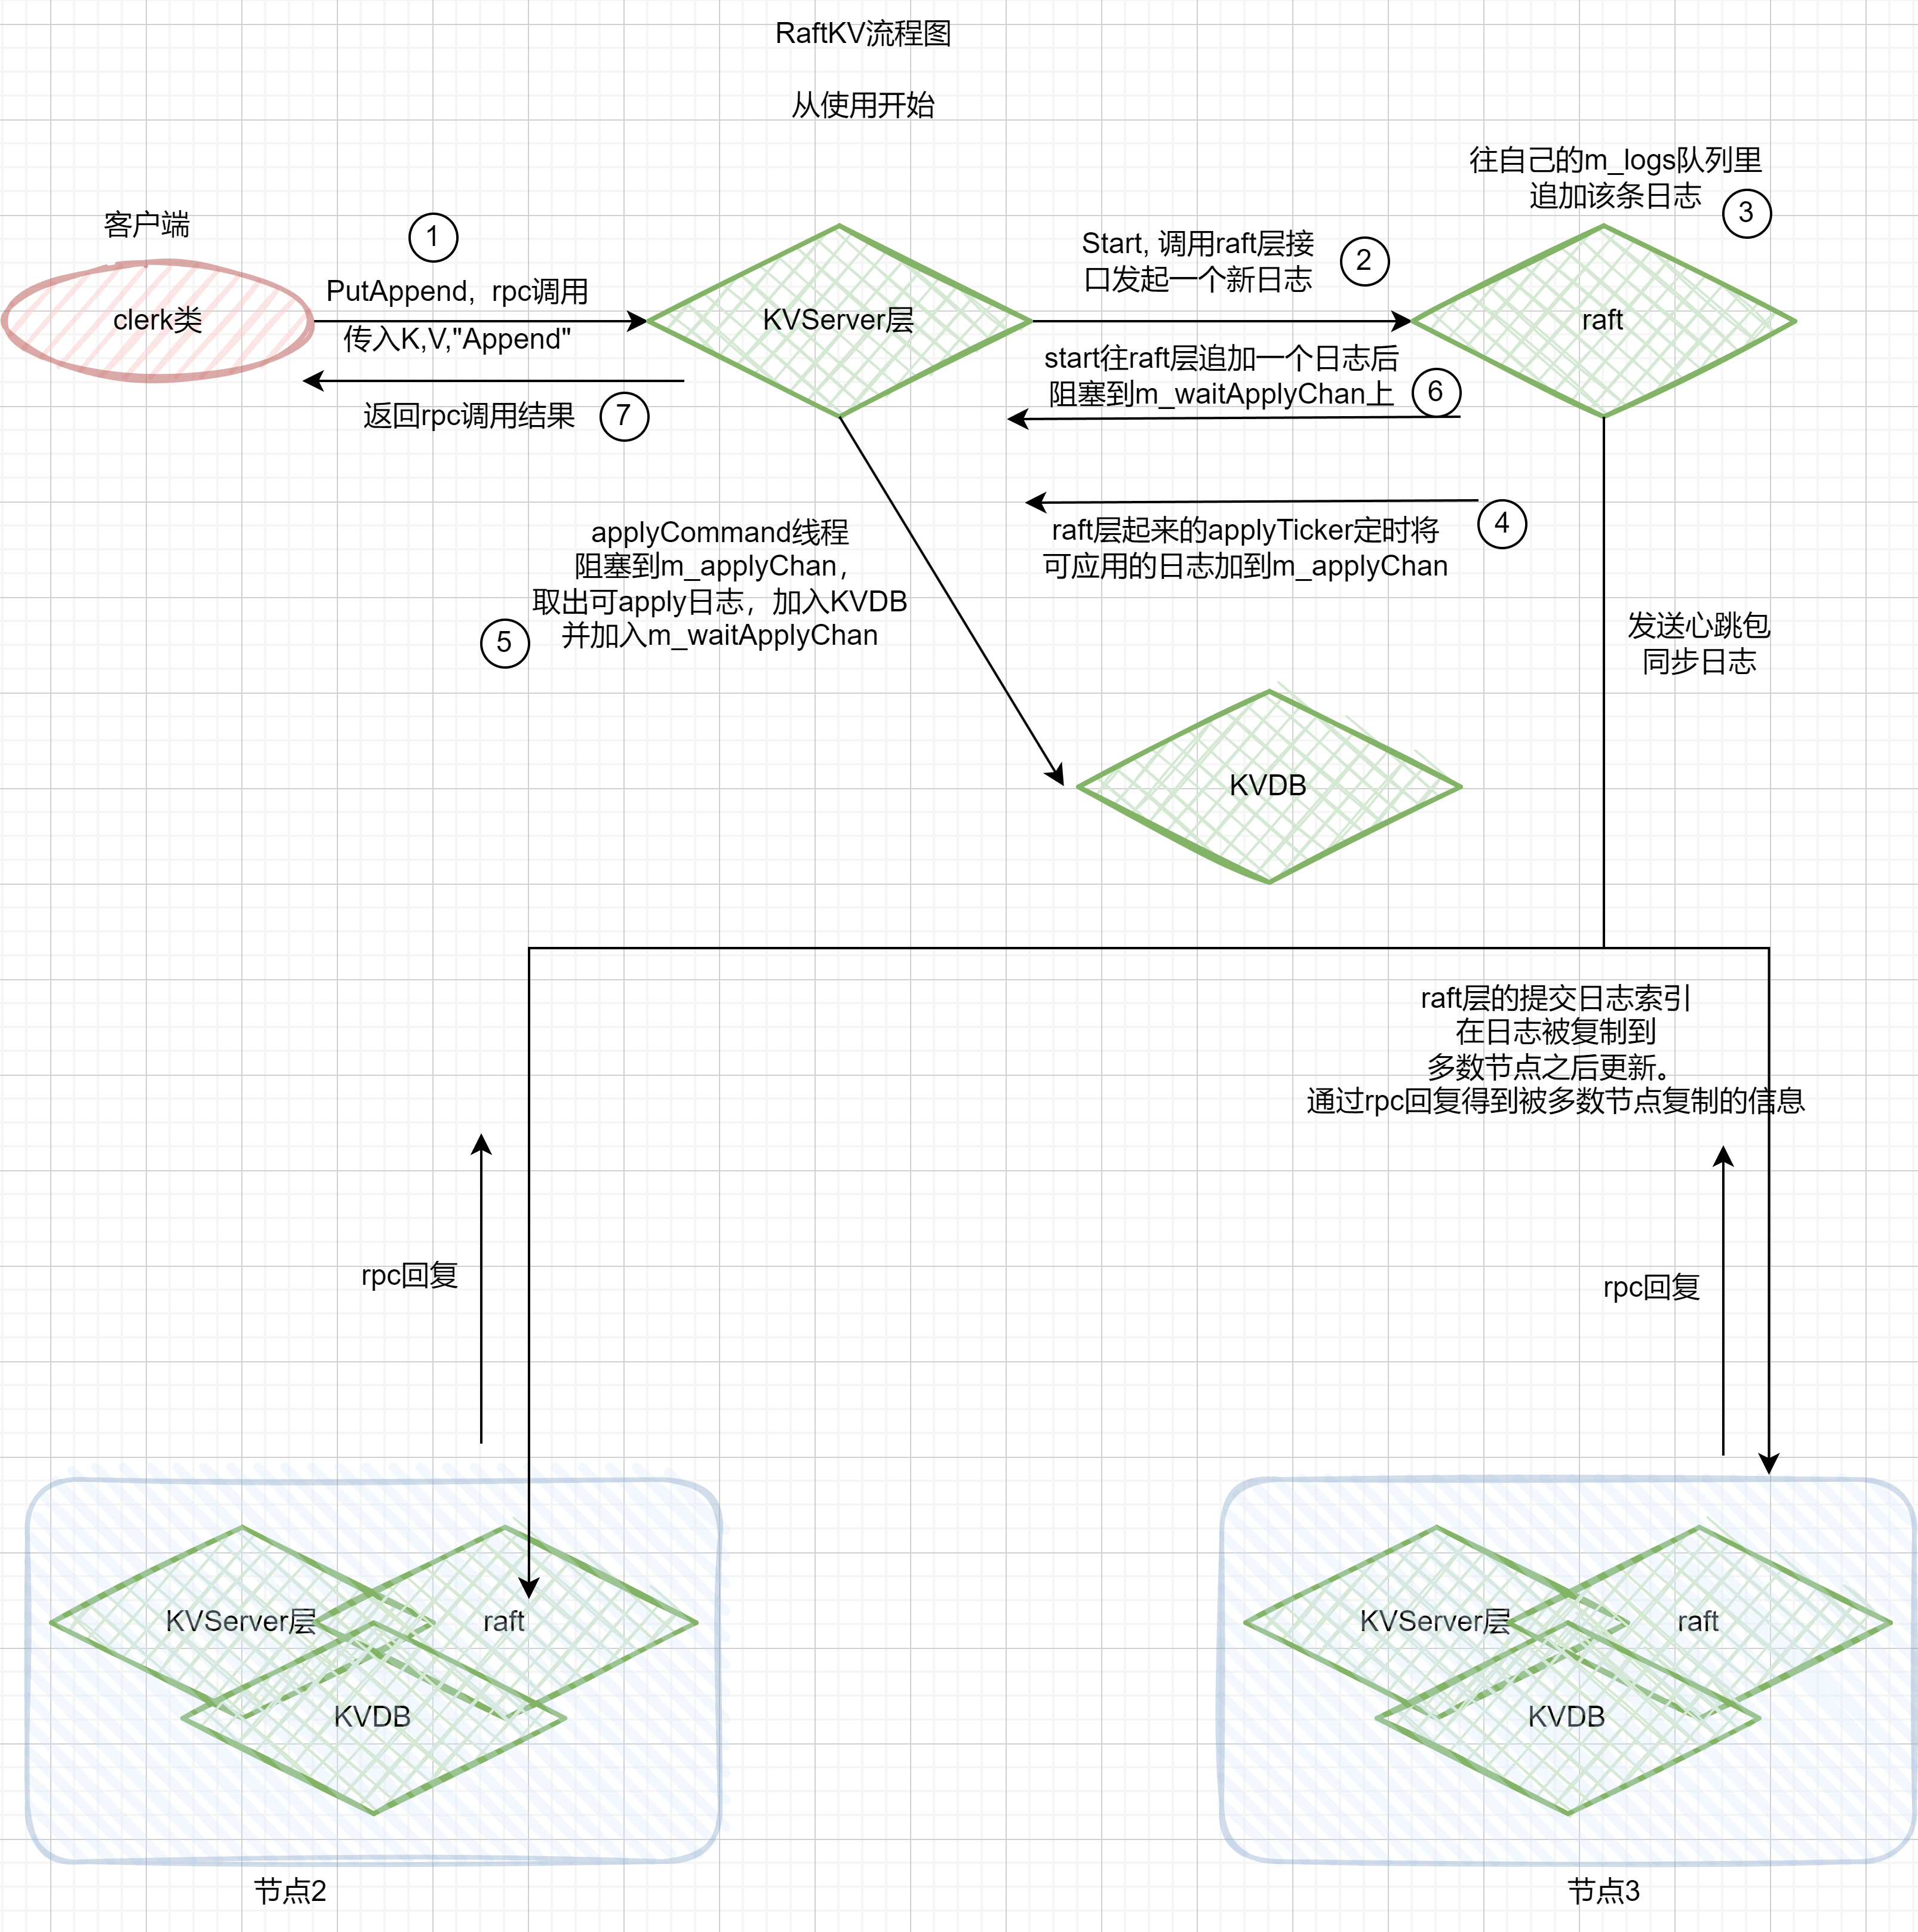 RaftKV流程图
从使用开始
往自己的m_logs队列里
追加该条日志
3
客户端
1
Start, 调用raft层接
口发起一个新日志
2
PutAppend，rpc调用
clerk类
KVServer层
raft
传入K,V,"Append"
start往raft层追加一个日志后
阻塞到m_waitApplyChan上
6
返回rpc调用结果
7
applyCommand线程
阻塞到m_applyChan，
取出可apply日志，加入KVDB
并加入m_waitApplyChan
5
raft层起来的applyTicker定时将
可应用的日志加到m_applyChan
4
发送心跳包
同步日志
KVDB
raft层的提交日志索引
在日志被复制到
多数节点之后更新。
通过rpc回复得到被多数节点复制的信息
rpc回复
rpc回复
KVServer层
raft
KVDB
节点2
KVServer层
raft
KVDB
节点3